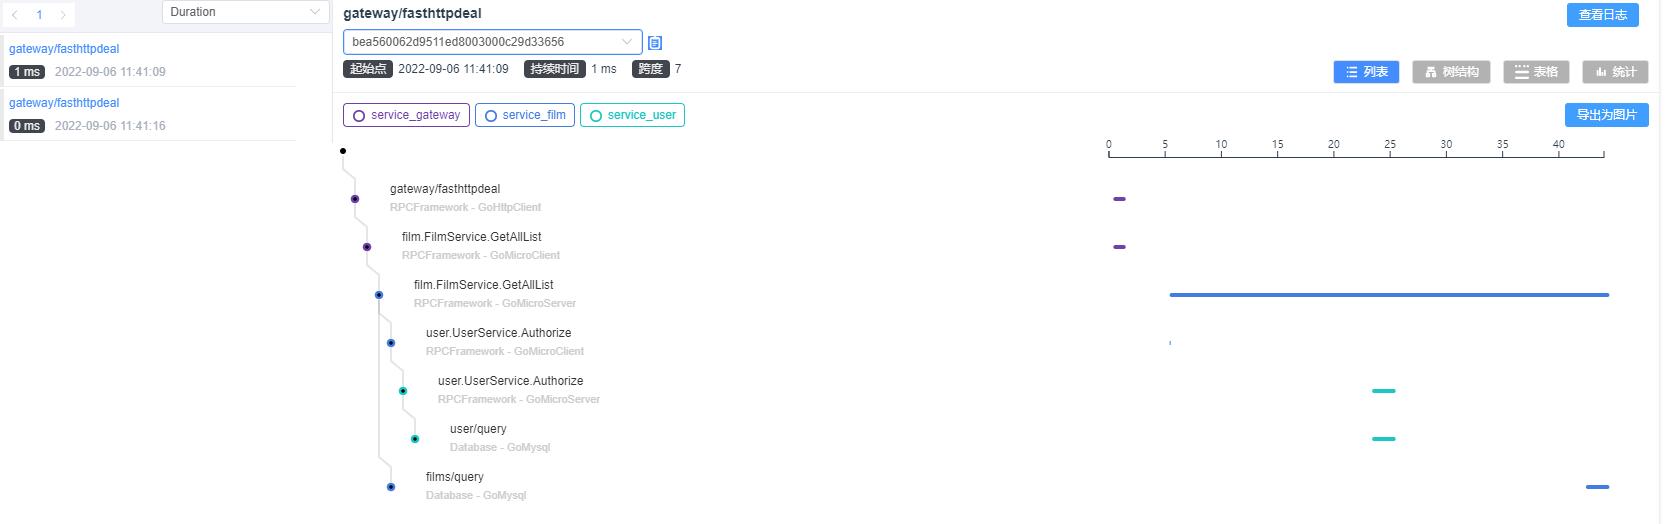 1
Duration
gateway/fasthttpdeal
1 ms 2022-09-06 11:41:09
gateway/fasthttpdeal
0 ms 2022-09-06 11:41:16
gateway/fasthttpdeal
查看日志
bea560062d9511ed8003000c29d33656
起始点 2022-09-06 11:41:09 持续时间 1 ms 跨度 7
列表 树结构 表格 统计
service_gateway service_film service_user
导出为图片
0 5 10 15 20 25 30 35 40
gateway/fasthttpdeal
RPCFramework - GoHttpClient
film.FilmService.GetAllList
RPCFramework - GoMicroClient
film.FilmService.GetAllList
RPCFramework - GoMicroServer
user.UserService.Authorize
RPCFramework - GoMicroClient
user.UserService.Authorize
RPCFramework - GoMicroServer
user/query
Database - GoMysql
films/query
Database - GoMysql